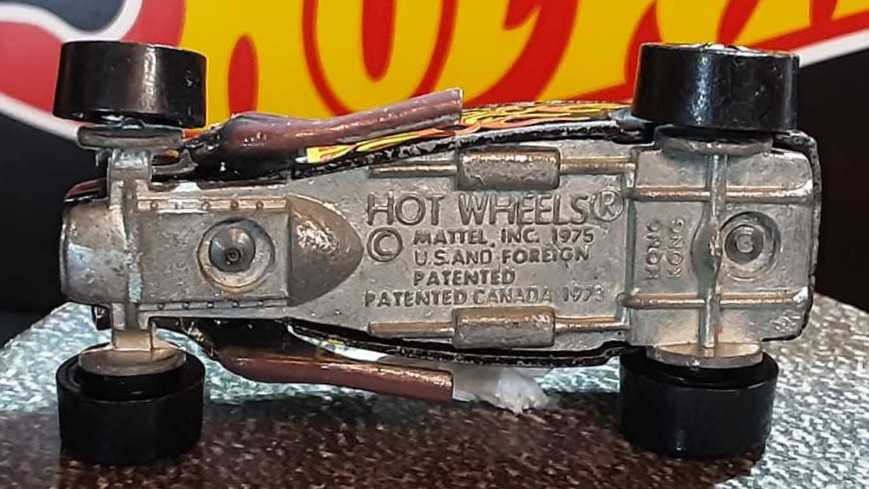 HOT WHEELS®
© MATTEL, INC. 1975
U.S. AND FOREIGN
PATENTED
PATENTED CANADA 1973
HONG
KONG